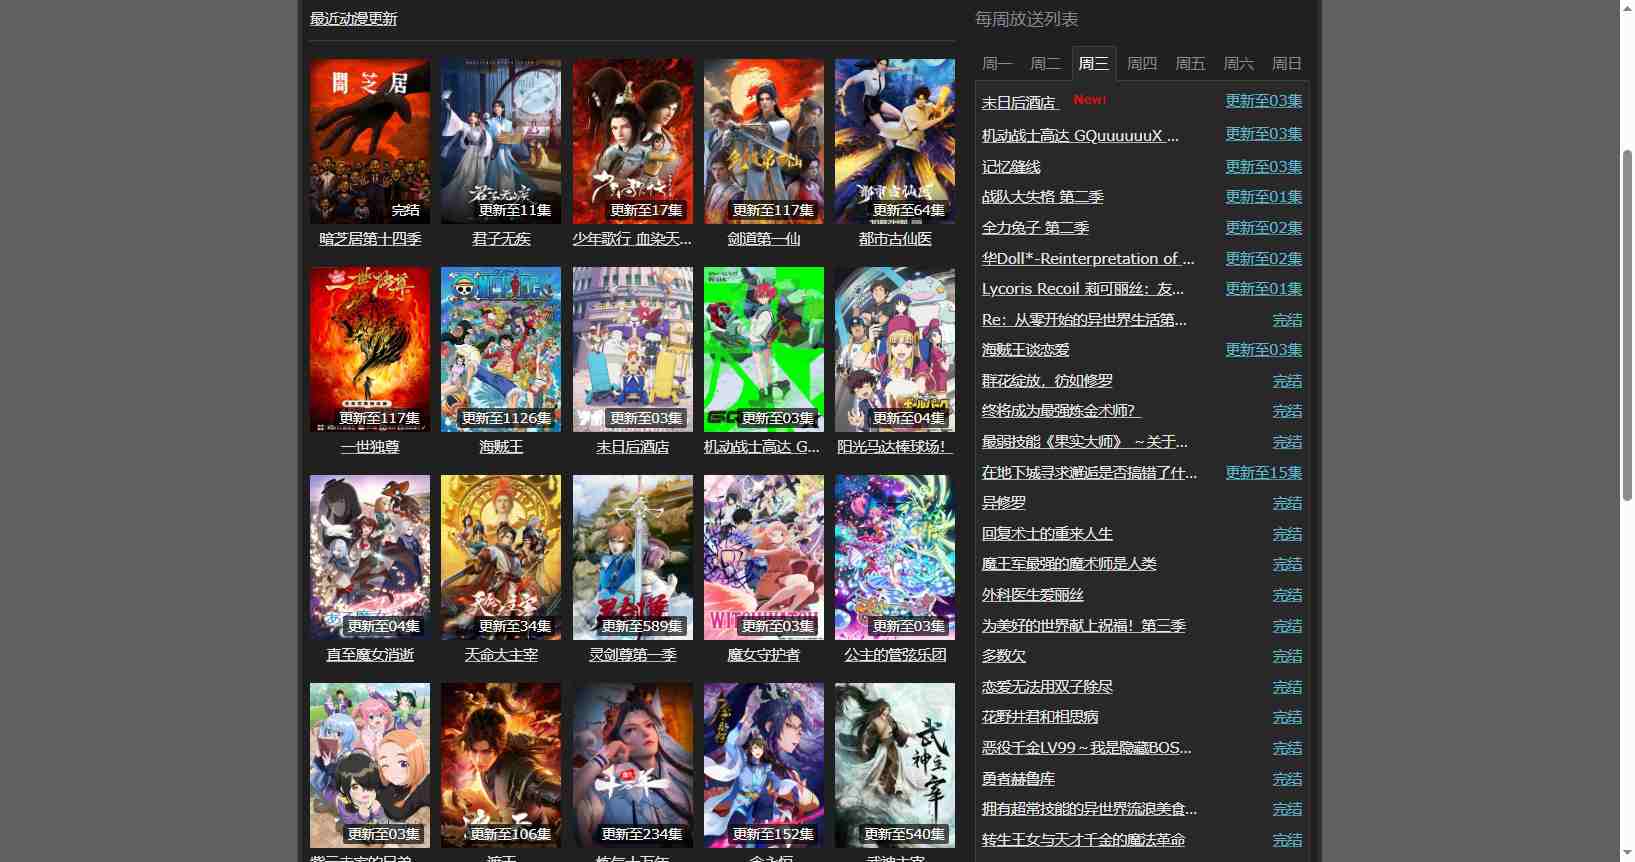 最近动漫更新
闇芝居
完结
更新至11集
更新至17集
更新至117集
更新至64集
暗芝居第十四季
君子无疾
少年歌行 血染天...
剑道第一仙
都市古仙医
更新至117集
更新至1126集
更新至03集
更新至03集
更新至04集
一世独尊
海贼王
末日后酒店
机动战士高达 G...
阳光马达棒球场！
更新至04集
更新至34集
更新至589集
WITCH WATCH
更新至03集
更新至03集
直至魔女消逝
天命大主宰
灵剑尊第一季
魔女守护者
公主的管弦乐团
武神主宰
更新至03集
更新至106集
更新至234集
更新至152集
更新至540集
每周放送列表
周一 周二 周三 周四 周五 周六 周日
末日后酒店 New! 更新至03集
机动战士高达 GQuuuuuuX ... 更新至03集
记忆缝线 更新至03集
战队大失格 第二季 更新至01集
全力兔子 第二季 更新至02集
华Doll*-Reinterpretation of ... 更新至02集
Lycoris Recoil 莉可丽丝：友... 更新至01集
Re：从零开始的异世界生活第... 完结
海贼王谈恋爱 更新至03集
群花绽放，彷如修罗 完结
终将成为最强炼金术师？ 完结
最弱技能《果实大师》 ～关于... 完结
在地下城寻求邂逅是否搞错了什... 更新至15集
异修罗 完结
回复术士的重来人生 完结
魔王军最强的魔术师是人类 完结
外科医生爱丽丝 完结
为美好的世界献上祝福！第三季 完结
多数欠 完结
恋爱无法用双子除尽 完结
花野井君和相思病 完结
恶役千金LV99～我是隐藏BOS... 完结
勇者赫鲁库 完结
拥有超常技能的异世界流浪美食... 完结
转生王女与天才千金的魔法革命 完结